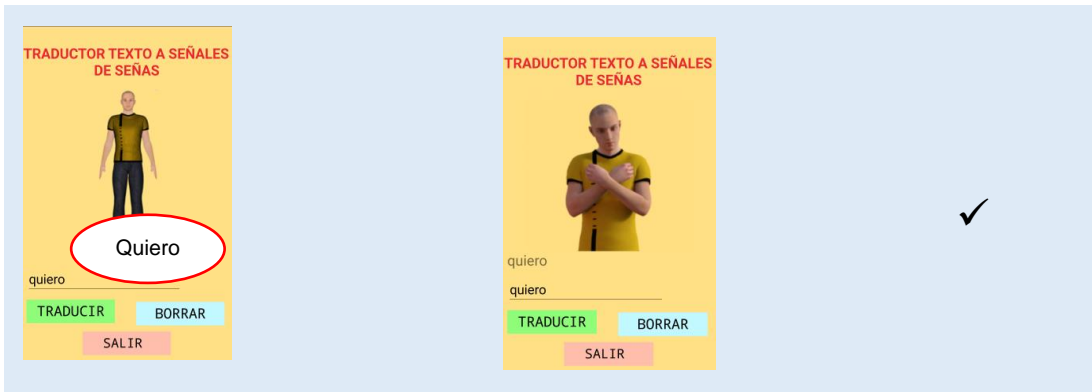 TRADUCTOR TEXTO A SEÑALES
DE SEÑAS
Quiero
quiero
TRADUCIR
BORRAR
SALIR
TRADUCTOR TEXTO A SEÑALES
DE SEÑAS
quiero
quiero
TRADUCIR
BORRAR
SALIR
✓